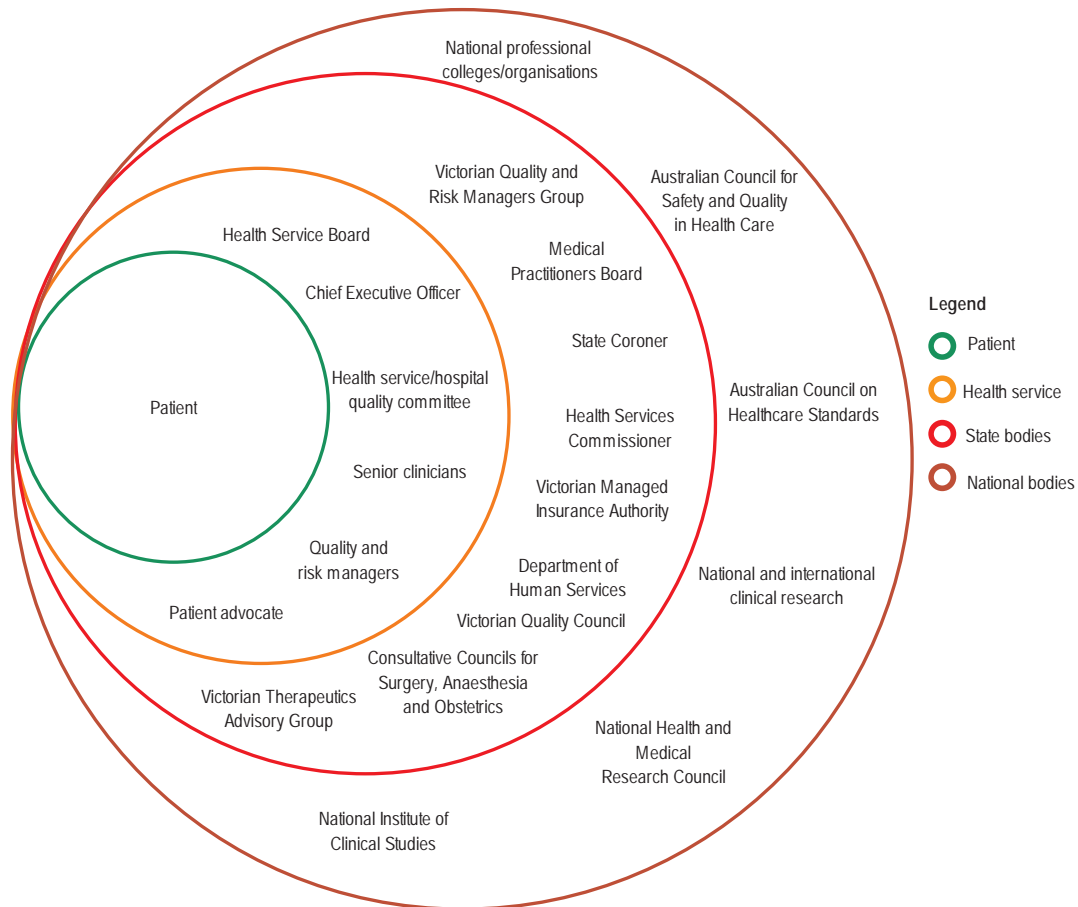 National professional
colleges/organisations
Victorian Quality and
Risk Managers Group
Australian Council for
Safety and Quality
in Health Care
Health Service Board
Medical
Practitioners Board
Chief Executive Officer
State Coroner
Patient
Health service/hospital
quality committee
Australian Council on
Healthcare Standards
Health Services
Commissioner
Senior clinicians
Victorian Managed
Insurance Authority
Quality and
risk managers
Department of
Human Services
National and international
clinical research
Patient advocate
Victorian Quality Council
Consultative Councils for
Surgery, Anaesthesia
and Obstetrics
Victorian Therapeutics
Advisory Group
National Health and
Medical
Research Council
National Institute of
Clinical Studies
Legend
Patient
Health service
State bodies
National bodies